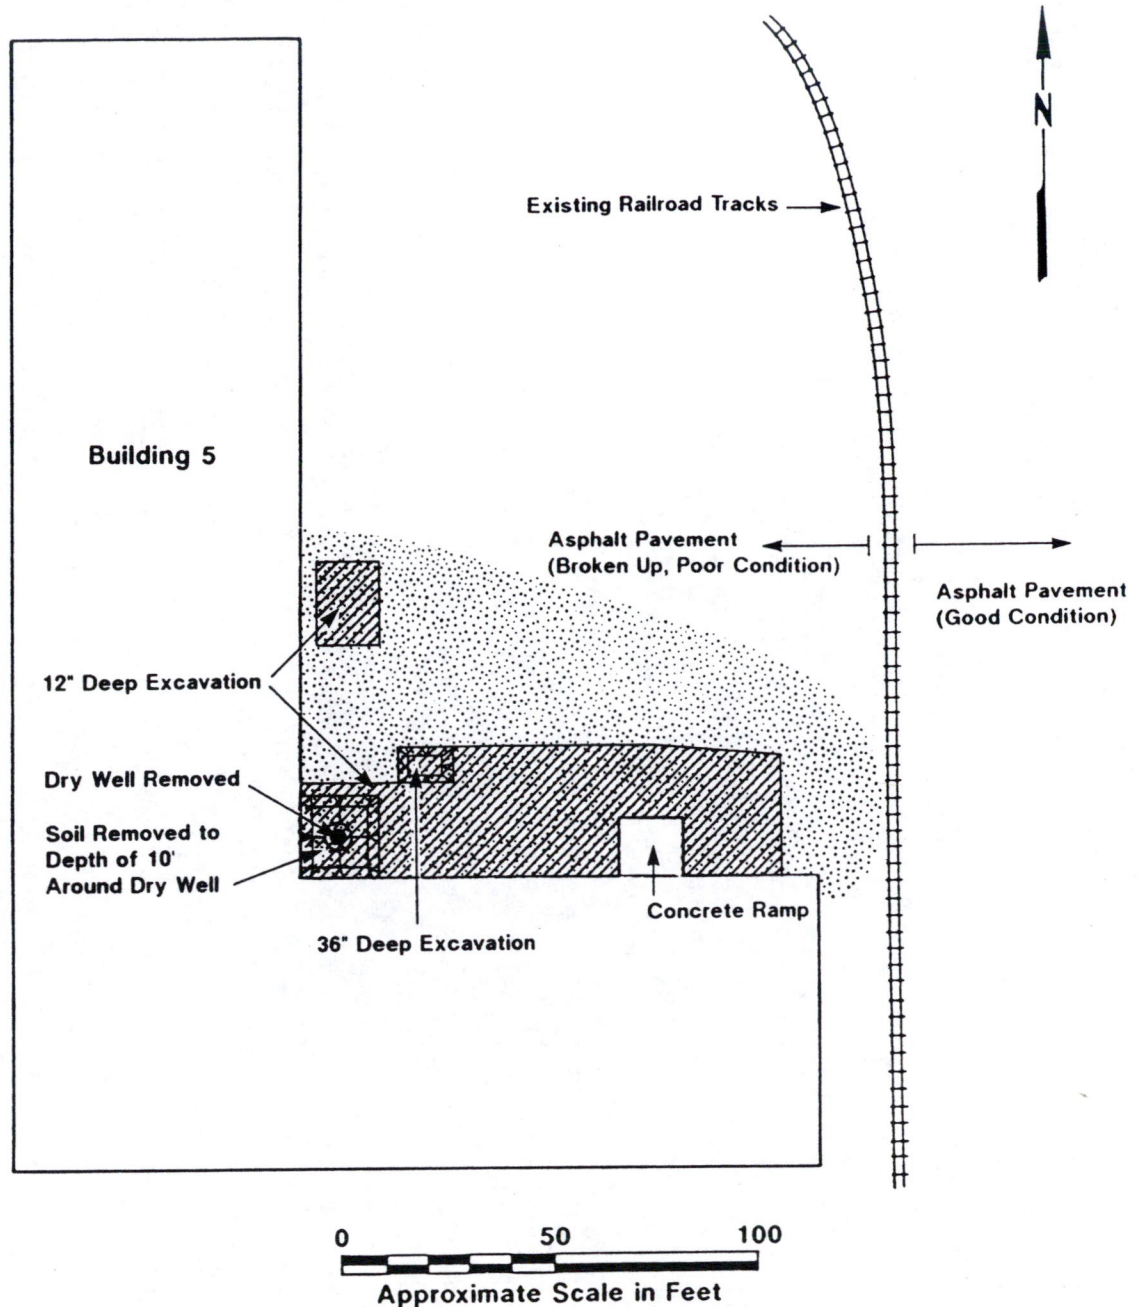 N
Existing Railroad Tracks
Building 5
Asphalt Pavement
(Broken Up, Poor Condition)
Asphalt Pavement
(Good Condition)
12" Deep Excavation
Dry Well Removed
Soil Removed to
Depth of 10'
Around Dry Well
Concrete Ramp
36" Deep Excavation
0 50 100
Approximate Scale in Feet